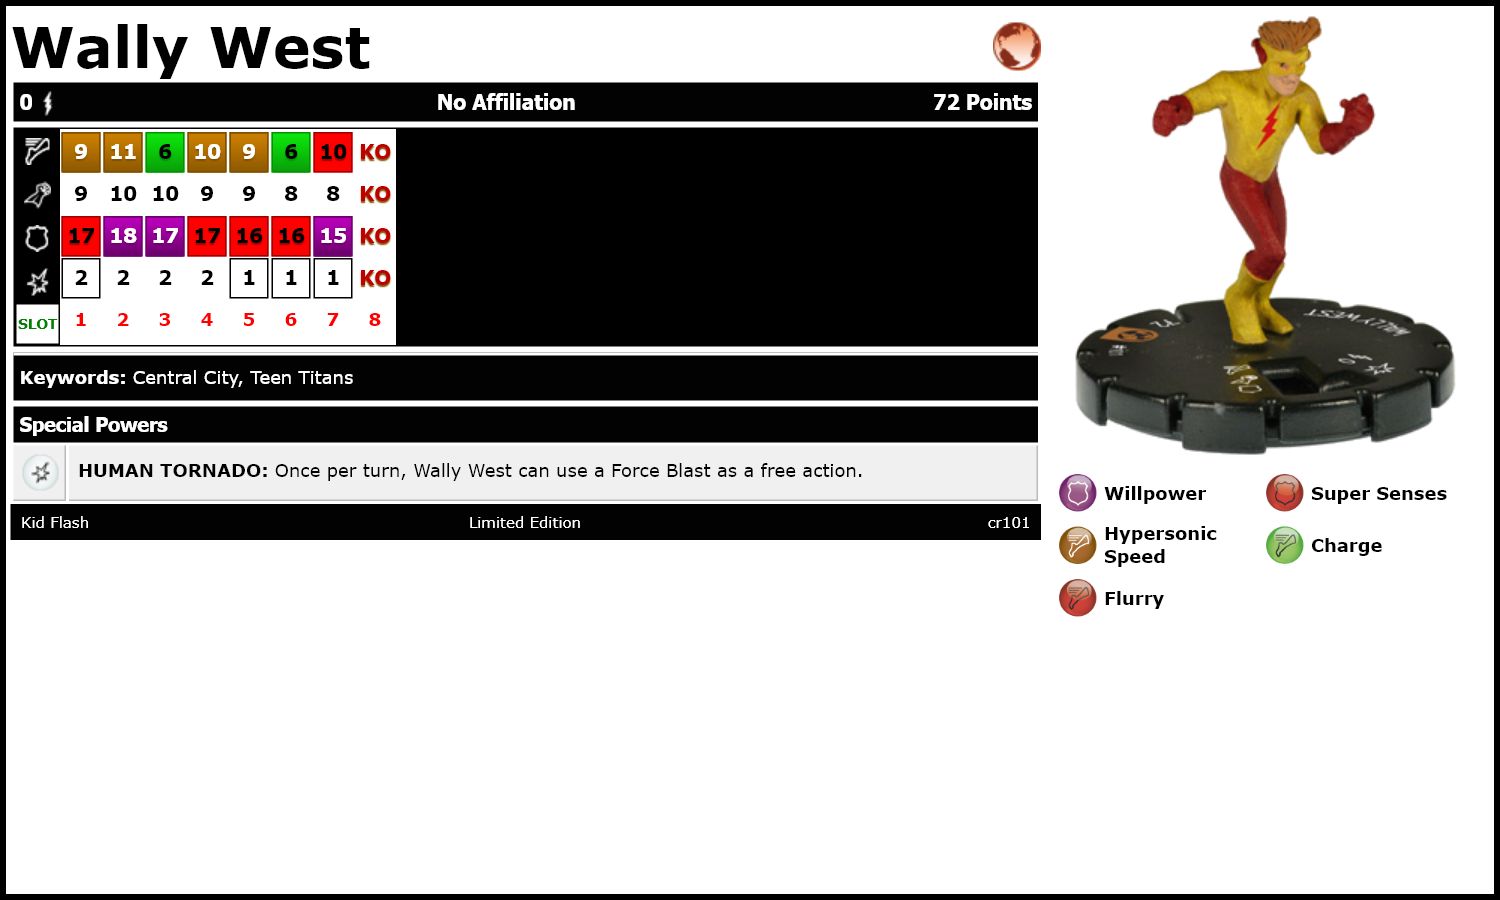 Wally West
0 No Affiliation 72 Points
9 11 6 10 9 6 10 KO
9 10 10 9 9 8 8 KO
17 18 17 17 16 16 15 KO
2 2 2 2 1 1 1 KO
SLOT 1 2 3 4 5 6 7 8
Keywords: Central City, Teen Titans
Special Powers
HUMAN TORNADO: Once per turn, Wally West can use a Force Blast as a free action.
Kid Flash Limited Edition cr101
WALLY WEST
72
Willpower Super Senses
Hypersonic
Speed
Charge
Flurry